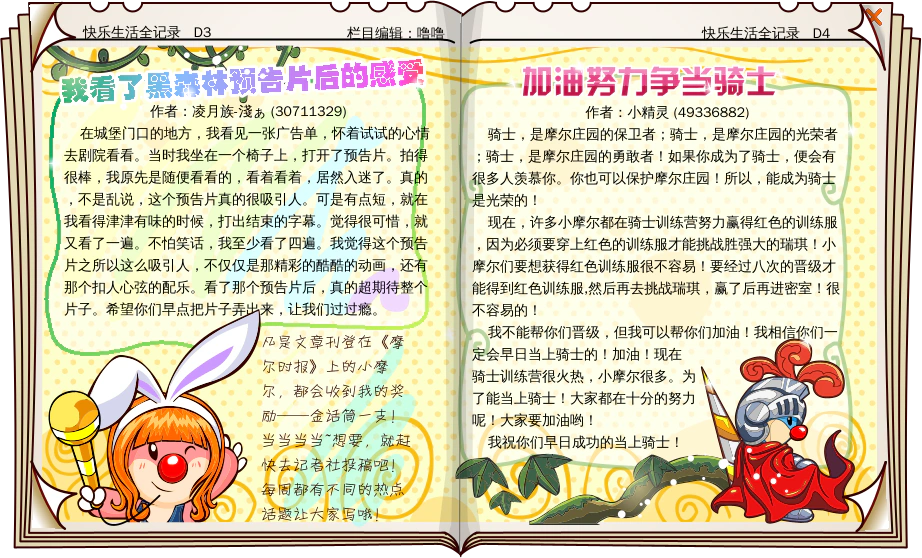 快乐生活全记录 D3
栏目编辑：噜噜
我看了黑森林预告片后的感受
作者：凌月族-淺ぁ (30711329)
在城堡门口的地方，我看见一张广告单，怀着试试的心情
去剧院看看。当时我坐在一个椅子上，打开了预告片。拍得
很棒，我原先是随便看看的，看着看着，居然入迷了。真的
，不是乱说，这个预告片真的很吸引人。可是有点短，就在
我看得津津有味的时候，打出结束的字幕。觉得很可惜，就
又看了一遍。不怕笑话，我至少看了四遍。我觉得这个预告
片之所以这么吸引人，不仅仅是那精彩的酷酷的动画，还有
那个扣人心弦的配乐。看了那个预告片后，真的超期待整个
片子。希望你们早点把片子弄出来，让我们过过瘾。
凡是文章刊登在《摩
尔时报》上的小摩
尔，都会收到我的奖
励——金话筒一支！
当当当当~想要，就赶
快去记者社投稿吧！
每周都有不同的热点
话题让大家写哦！
快乐生活全记录 D4
加油努力争当骑士
作者：小精灵 (49336882)
骑士，是摩尔庄园的保卫者；骑士，是摩尔庄园的光荣者
；骑士，是摩尔庄园的勇敢者！如果你成为了骑士，便会有
很多人羡慕你。你也可以保护摩尔庄园！所以，能成为骑士
是光荣的！
现在，许多小摩尔都在骑士训练营努力赢得红色的训练服
，因为必须要穿上红色的训练服才能挑战胜强大的瑞琪！小
摩尔们要想获得红色训练服很不容易！要经过八次的晋级才
能得到红色训练服,然后再去挑战瑞琪，赢了后再进密室！很
不容易的！
我不能帮你们晋级，但我可以帮你们加油！我相信你们一
定会早日当上骑士的！加油！现在
骑士训练营很火热，小摩尔很多。为
了能当上骑士！大家都在十分的努力
呢！大家要加油哟！
我祝你们早日成功的当上骑士！